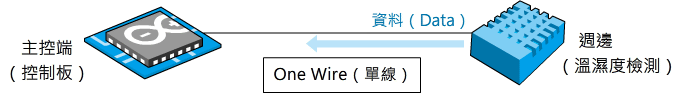 資料（Data）
主控端
（控制板）
One Wire（單線）
週邊
（溫濕度檢測）